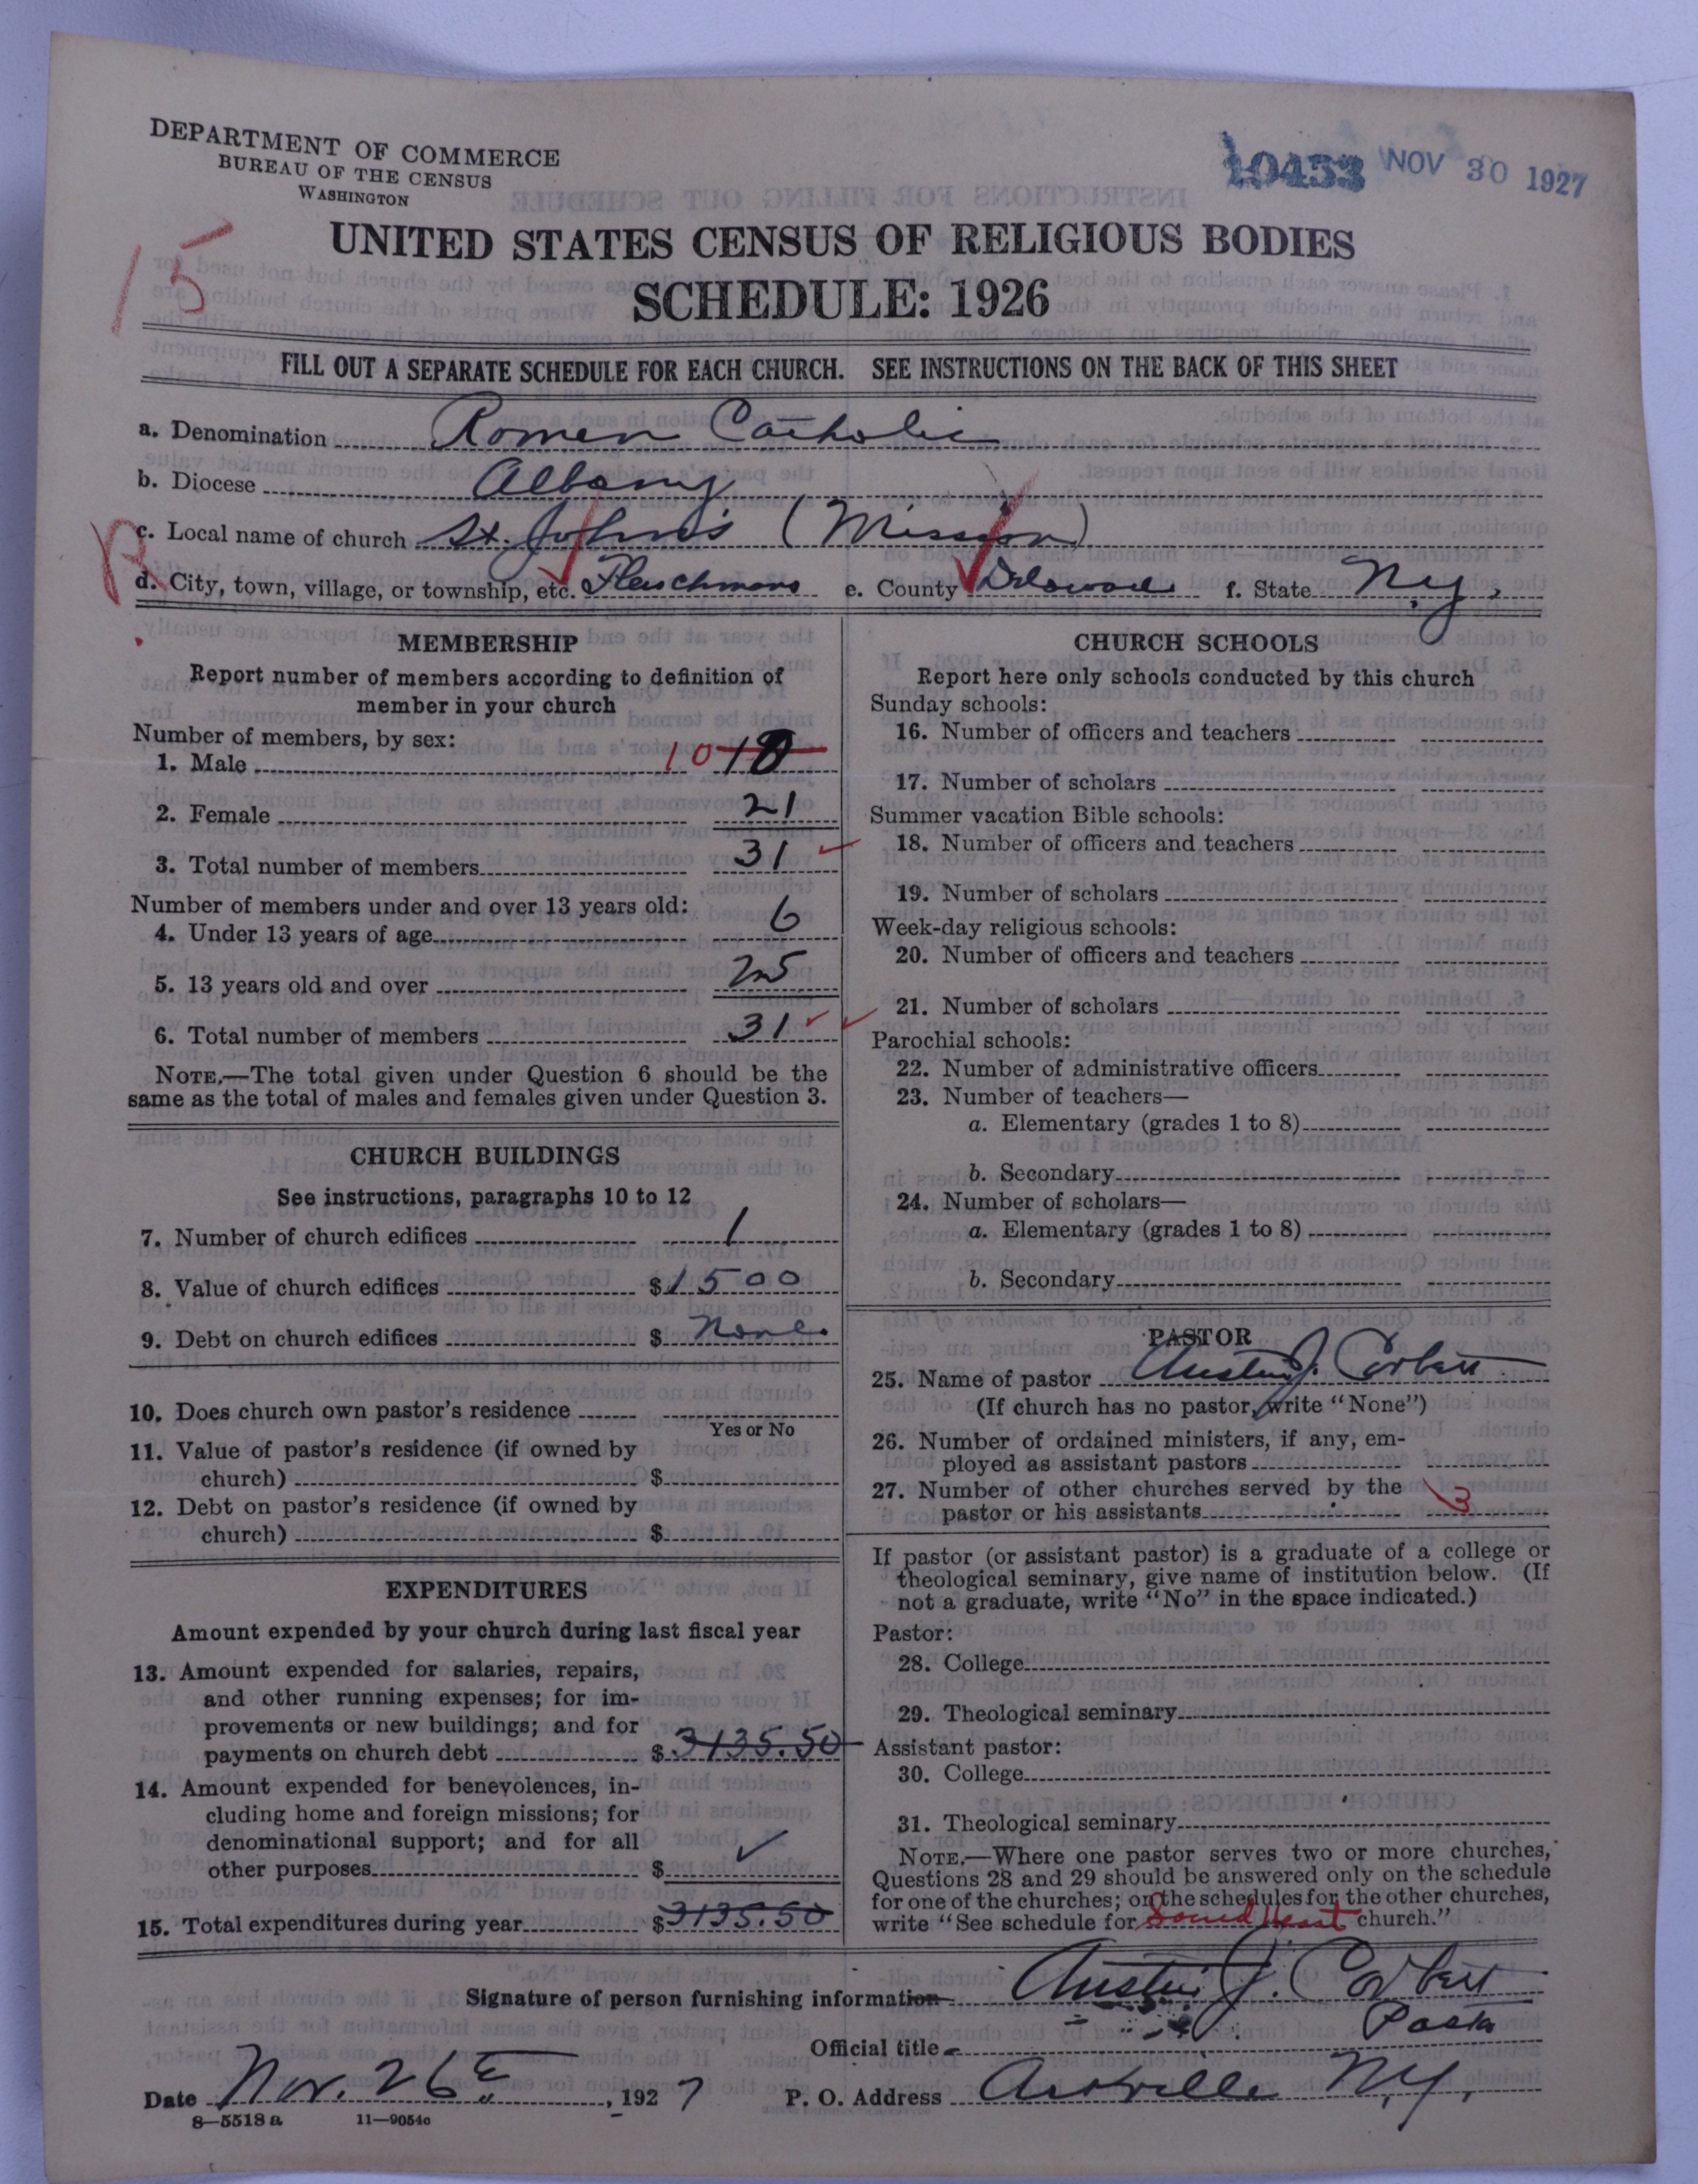 DEPARTMENT OF COMMERCE
BUREAU OF THE CENSUS
WASHINGTON
10453 NOV 30 1927
15
UNITED STATES CENSUS OF RELIGIOUS BODIES
SCHEDULE: 1926
FILL OUT A SEPARATE SCHEDULE FOR EACH CHURCH. SEE INSTRUCTIONS ON THE BACK OF THIS SHEET
a. Denomination Roman Catholic
b. Diocese Albany
c. Local name of church St. John's (Mission)
d. City, town, village, or township, etc. Fleischmans e. County Delaware f. State N.Y.
MEMBERSHIP
Report number of members according to definition of
member in your church
Number of members, by sex:
1. Male 10 10
2. Female 21
3. Total number of members 31
Number of members under and over 13 years old:
4. Under 13 years of age 6
5. 13 years old and over 25
6. Total number of members 31
NOTE.—The total given under Question 6 should be the
same as the total of males and females given under Question 3.
CHURCH BUILDINGS
See instructions, paragraphs 10 to 12
7. Number of church edifices 1
8. Value of church edifices $1500
9. Debt on church edifices $ None
10. Does church own pastor's residence
Yes or No
11. Value of pastor's residence (if owned by
church) $
12. Debt on pastor's residence (if owned by
church) $
EXPENDITURES
Amount expended by your church during last fiscal year
13. Amount expended for salaries, repairs,
and other running expenses; for im-
provements or new buildings; and for
payments on church debt $ 3135.50
14. Amount expended for benevolences, in-
cluding home and foreign missions; for
denominational support; and for all
other purposes $ ✓
15. Total expenditures during year $3135.50
CHURCH SCHOOLS
Report here only schools conducted by this church
Sunday schools:
16. Number of officers and teachers
17. Number of scholars
Summer vacation Bible schools:
18. Number of officers and teachers
19. Number of scholars
Week-day religious schools:
20. Number of officers and teachers
21. Number of scholars
Parochial schools:
22. Number of administrative officers
23. Number of teachers—
a. Elementary (grades 1 to 8)
b. Secondary
24. Number of scholars—
a. Elementary (grades 1 to 8)
b. Secondary
PASTOR
25. Name of pastor Austin J. Corbett
(If church has no pastor, write "None")
26. Number of ordained ministers, if any, em-
ployed as assistant pastors
27. Number of other churches served by the
pastor or his assistants 3
If pastor (or assistant pastor) is a graduate of a college or
theological seminary, give name of institution below. (If
not a graduate, write "No" in the space indicated.)
Pastor:
28. College
29. Theological seminary
Assistant pastor:
30. College
31. Theological seminary
NOTE.—Where one pastor serves two or more churches,
Questions 28 and 29 should be answered only on the schedule
for one of the churches; on the schedules for the other churches,
write "See schedule for Sacred Heart church."
Signature of person furnishing information Austin J. Corbett
Official title Pastor
Date Nov. 26, 1927 P. O. Address Arkville N.Y.
8—5518 a 11—9054c